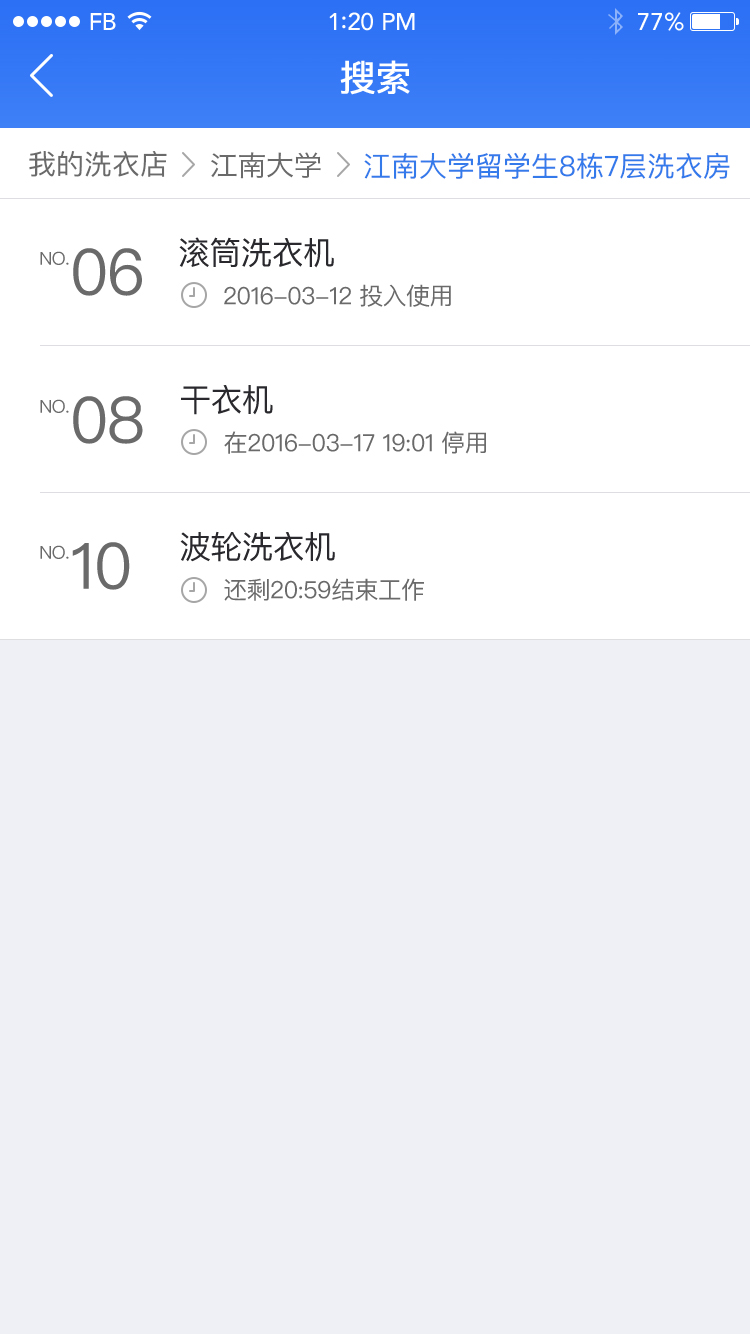 FB 1:20 PM 77%
搜索
我的洗衣店 江南大学 江南大学留学生8栋7层洗衣房
NO.06 滚筒洗衣机
2016-03-12 投入使用
NO.08 干衣机
在2016-03-17 19:01 停用
NO.10 波轮洗衣机
还剩20:59结束工作